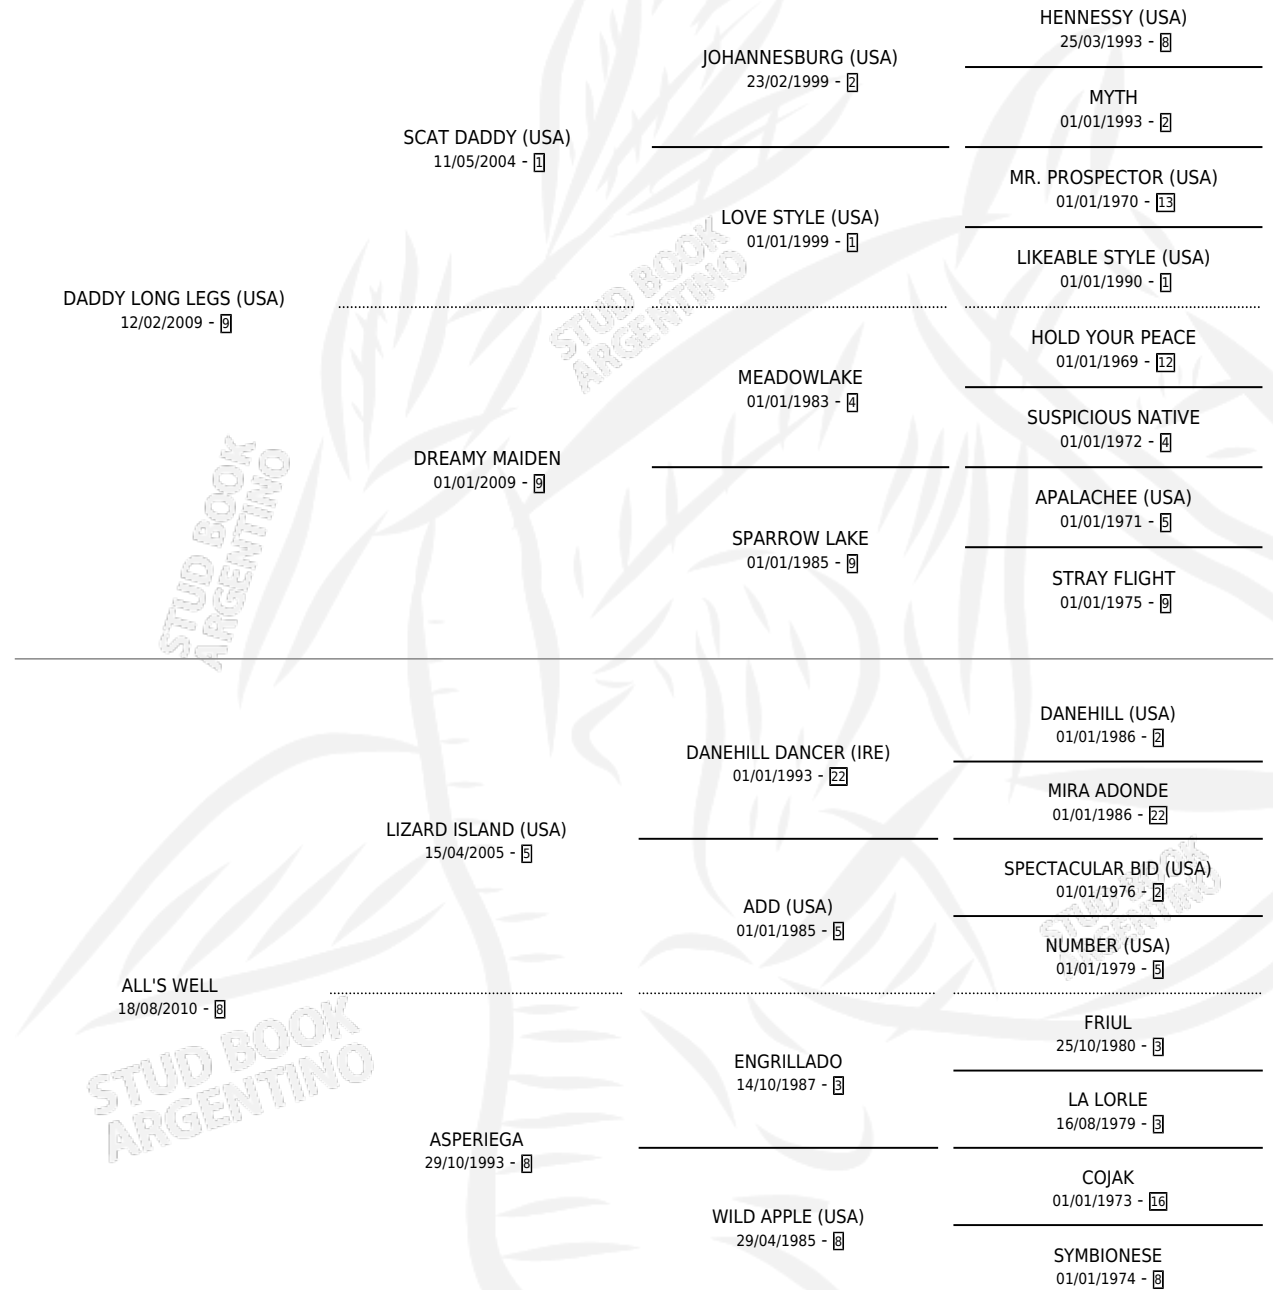 HENNESSY (USA)
25/03/1993 - 8
JOHANNESBURG (USA)
23/02/1999 - 2
MYTH
01/01/1993 - 2
SCAT DADDY (USA)
11/05/2004 - 1
MR. PROSPECTOR (USA)
01/01/1970 - 13
LOVE STYLE (USA)
01/01/1999 - 1
LIKEABLE STYLE (USA)
01/01/1990 - 1
DADDY LONG LEGS (USA)
12/02/2009 - 9
STUD BOOK
ARGENTINO
HOLD YOUR PEACE
01/01/1969 - 12
MEADOWLAKE
01/01/1983 - 4
SUSPICIOUS NATIVE
01/01/1972 - 4
DREAMY MAIDEN
01/01/2009 - 9
APALACHEE (USA)
01/01/1971 - 5
SPARROW LAKE
01/01/1985 - 9
STRAY FLIGHT
01/01/1975 - 9
STUD BOOK
ARGENTINO
DANEHILL (USA)
01/01/1986 - 2
DANEHILL DANCER (IRE)
01/01/1993 - 22
MIRA ADONDE
01/01/1986 - 22
LIZARD ISLAND (USA)
15/04/2005 - 5
SPECTACULAR BID (USA)
01/01/1976 - 2
STUD BOOK
ARGENTINO
ADD (USA)
01/01/1985 - 5
NUMBER (USA)
01/01/1979 - 5
ALL'S WELL
18/08/2010 - 8
STUD BOOK
ARGENTINO
FRIUL
25/10/1980 - 3
ENGRILLADO
14/10/1987 - 3
LA LORLE
16/08/1979 - 3
ASPERIEGA
29/10/1993 - 8
COJAK
01/01/1973 - 16
WILD APPLE (USA)
29/04/1985 - 8
SYMBIONESE
01/01/1974 - 8